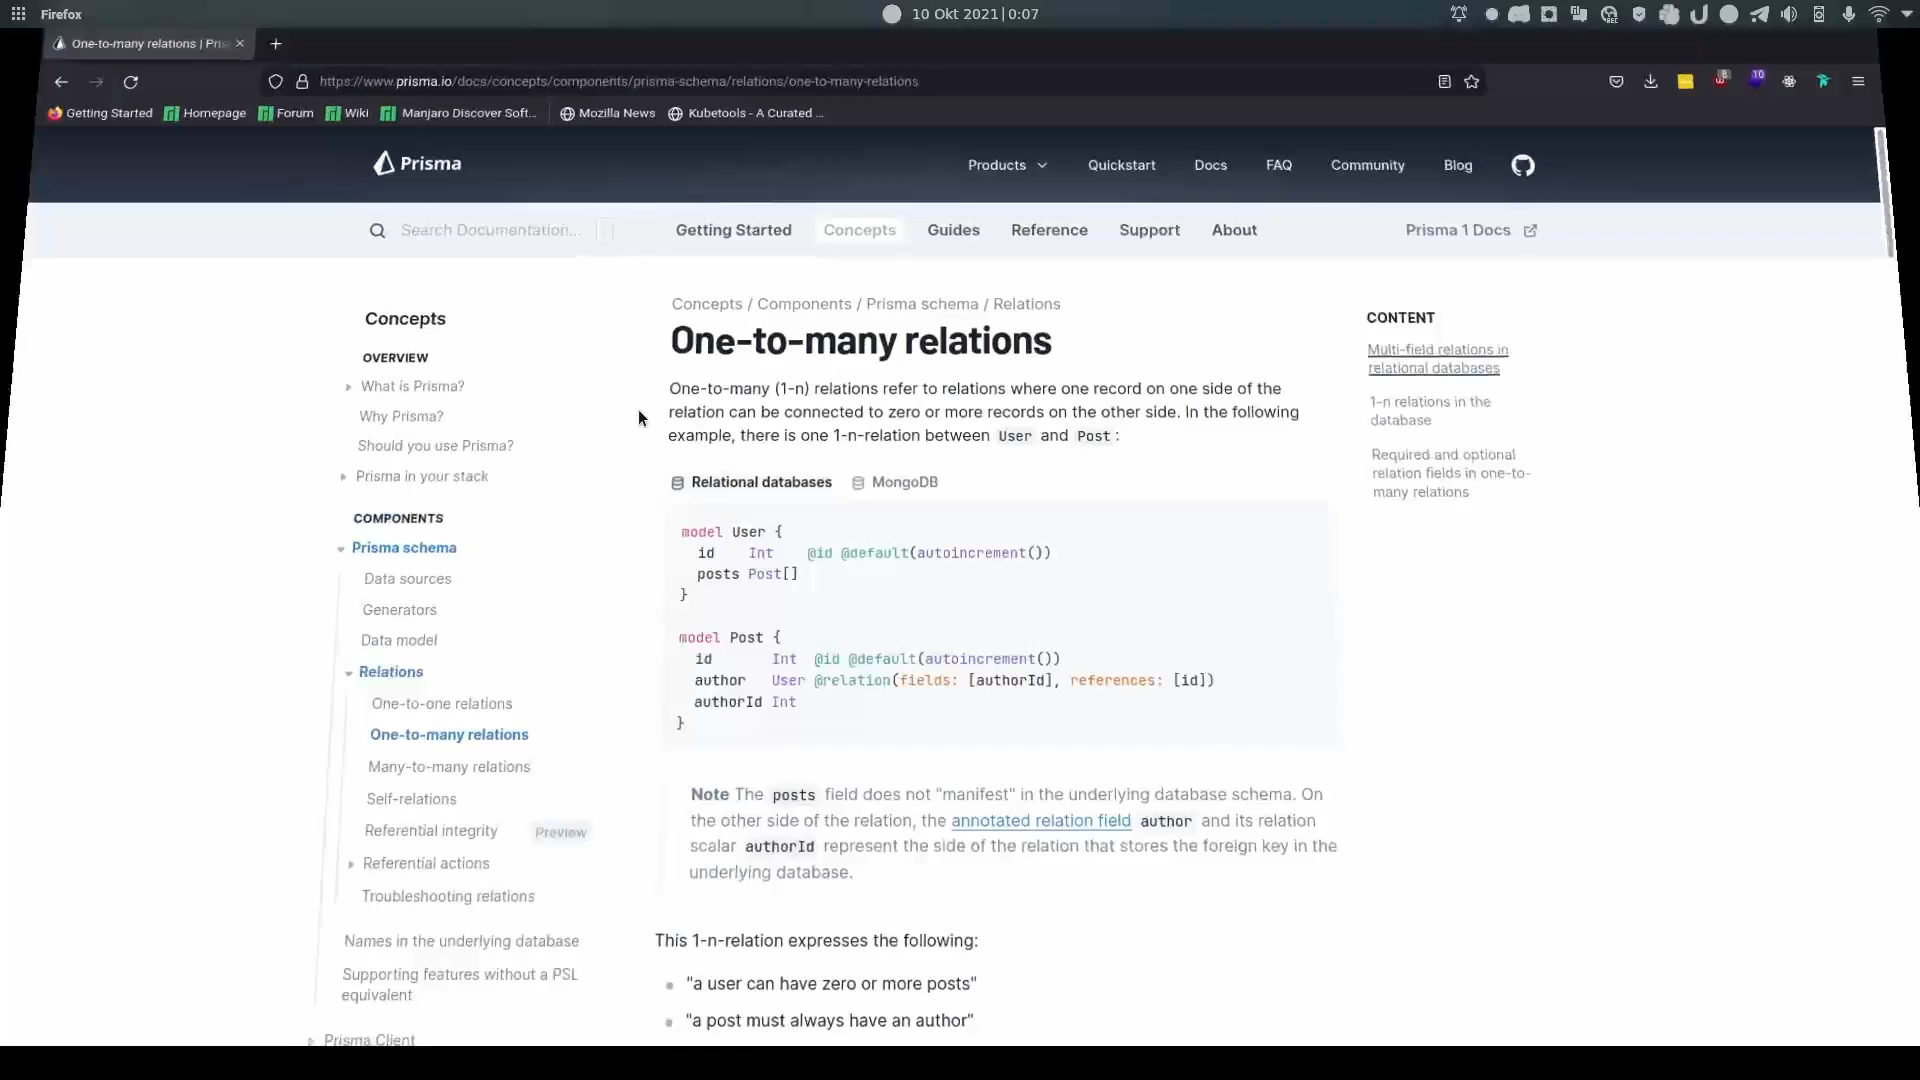 Firefox
10 Okt 2021 | 0:07
One-to-many relations | Pris
https://www.prisma.io/docs/concepts/components/prisma-schema/relations/one-to-many-relations
8
10
Getting Started
Homepage
Forum
Wiki
Manjaro Discover Soft...
Mozilla News
Kubetools - A Curated ...
Prisma
Products
Quickstart
Docs
FAQ
Community
Blog
Search Documentation...
Getting Started
Concepts
Guides
Reference
Support
About
Prisma 1 Docs
Concepts
OVERVIEW
What is Prisma?
Why Prisma?
Should you use Prisma?
Prisma in your stack
COMPONENTS
Prisma schema
Data sources
Generators
Data model
Relations
One-to-one relations
One-to-many relations
Many-to-many relations
Self-relations
Referential integrity Preview
Referential actions
Troubleshooting relations
Names in the underlying database
Supporting features without a PSL
equivalent
Prisma Client
Concepts / Components / Prisma schema / Relations
One-to-many relations
One-to-many (1-n) relations refer to relations where one record on one side of the
relation can be connected to zero or more records on the other side. In the following
example, there is one 1-n-relation between User and Post :
Relational databases
MongoDB
model User {
id Int @id @default(autoincrement())
posts Post[]
}
model Post {
id Int @id @default(autoincrement())
author User @relation(fields: [authorId], references: [id])
authorId Int
}
Note The posts field does not "manifest" in the underlying database schema. On
the other side of the relation, the annotated relation field author and its relation
scalar authorId represent the side of the relation that stores the foreign key in the
underlying database.
This 1-n-relation expresses the following:
"a user can have zero or more posts"
"a post must always have an author"
CONTENT
Multi-field relations in
relational databases
1-n relations in the
database
Required and optional
relation fields in one-to-
many relations